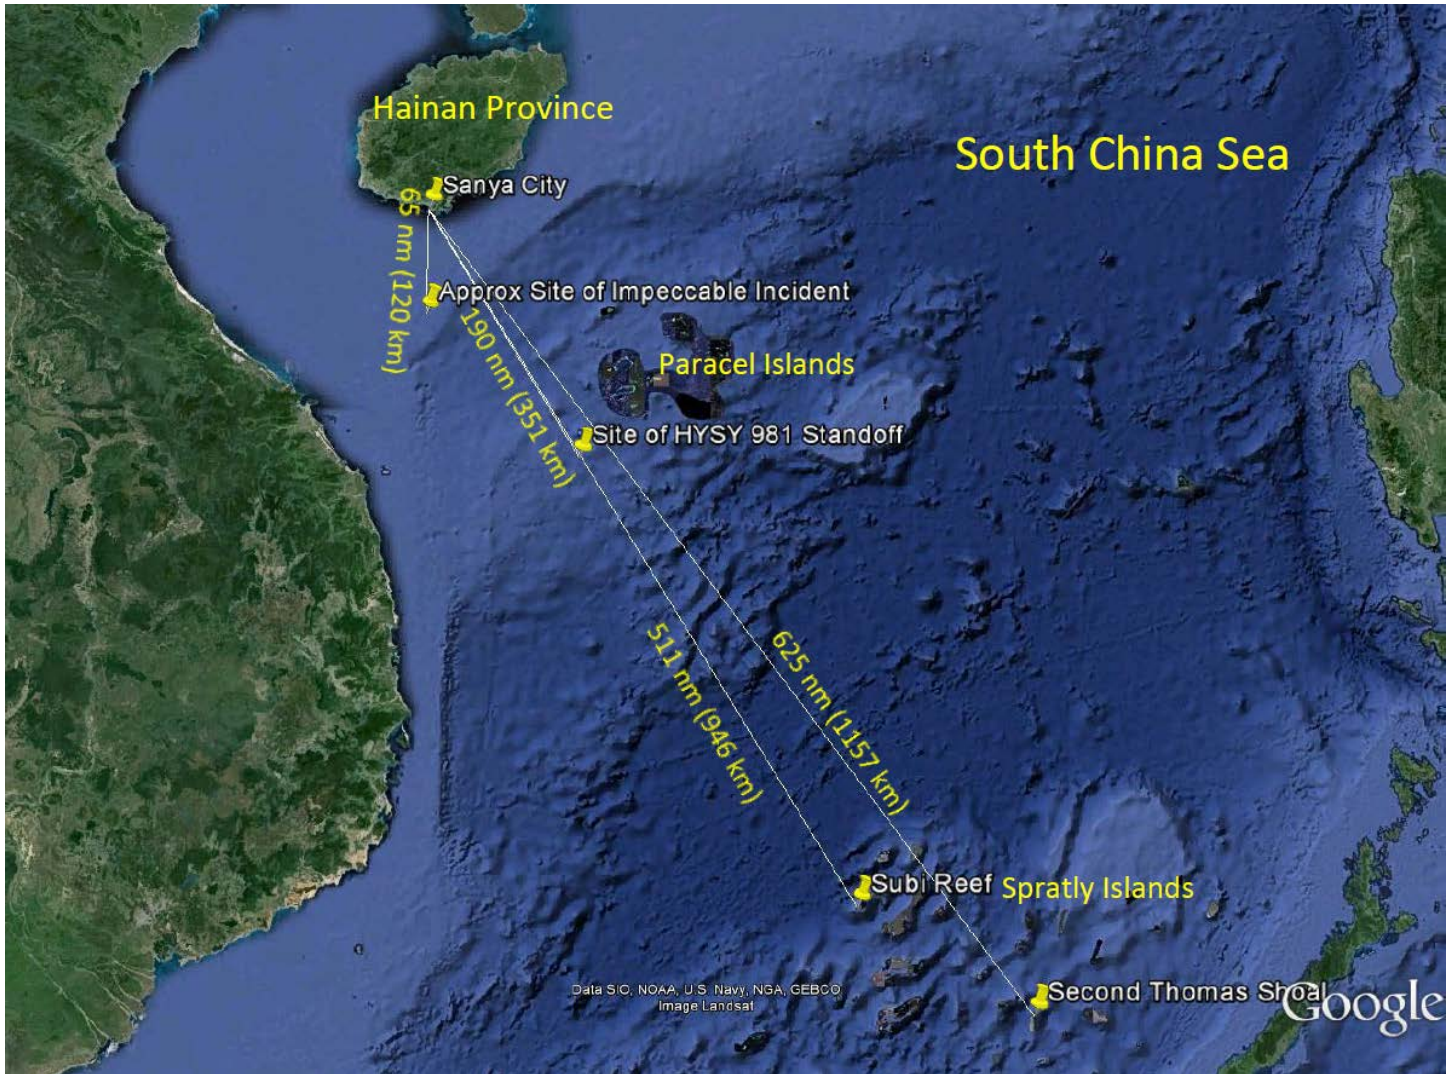 Hainan Province
South China Sea
Sanya City
65 nm (120 km)
Approx Site of Impeccable Incident
190 nm (351 km)
Paracel Islands
Site of HYSY 981 Standoff
511 nm (946 km)
625 nm (1157 km)
Subi Reef
Spratly Islands
Second Thomas Shoal
Data SIO, NOAA, U.S. Navy, NGA, GEBCO
Image Landsat
Google